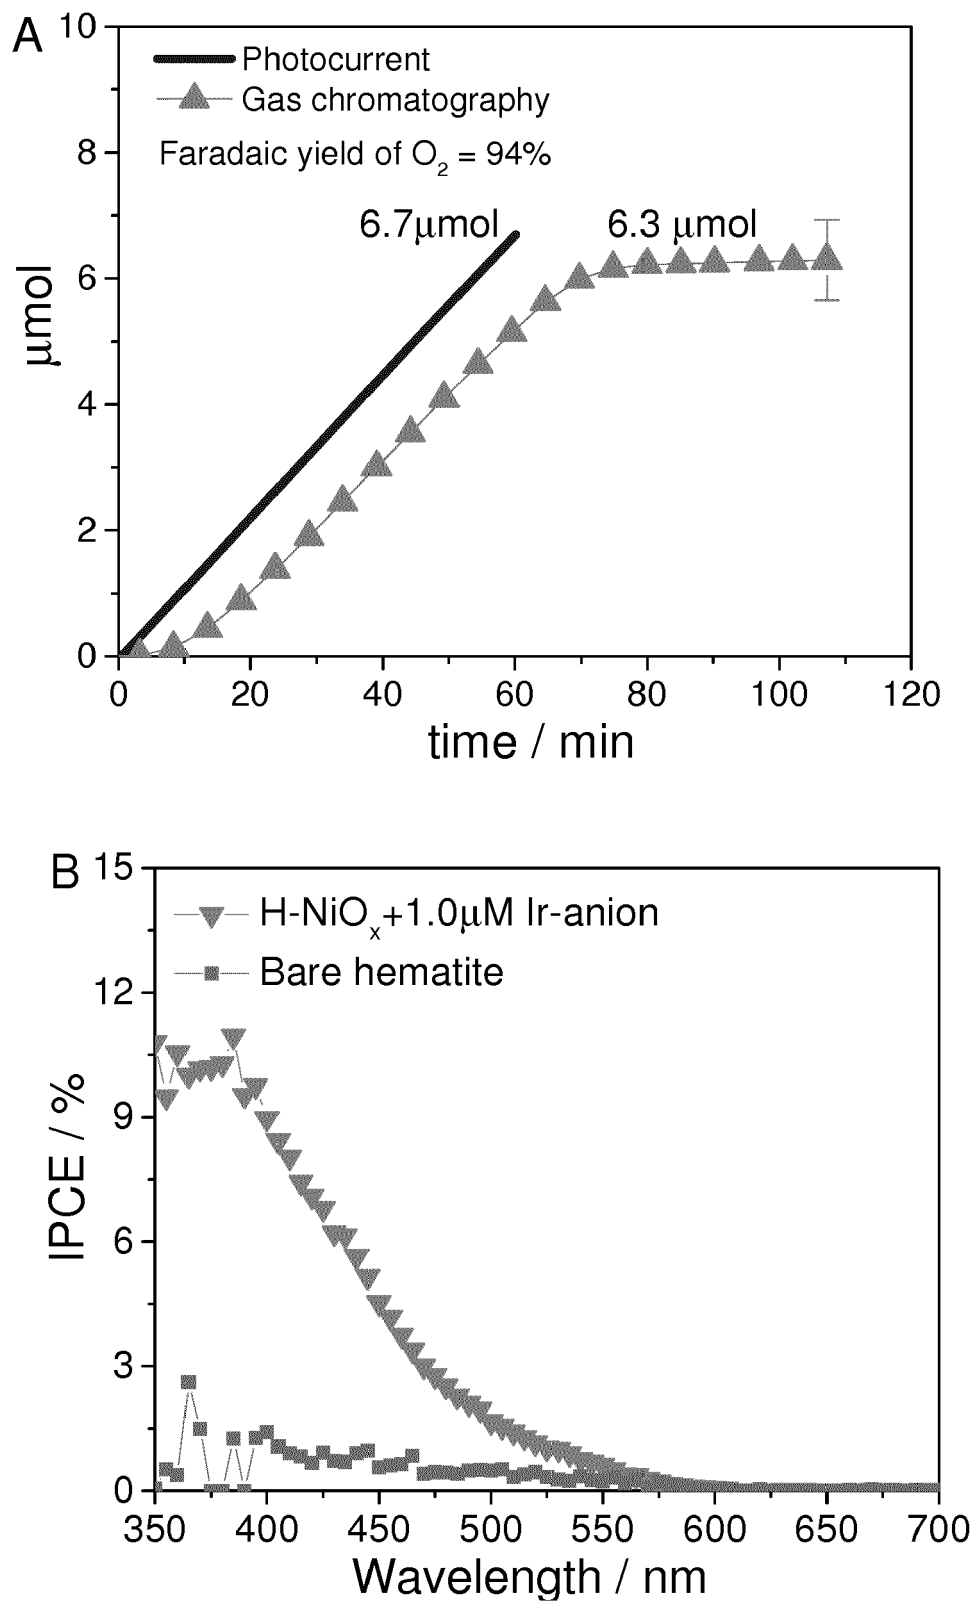 A
10
8
6
4
2
0
µmol
Photocurrent
Gas chromatography
Faradaic yield of O₂ = 94%
6.7µmol
6.3 µmol
0 20 40 60 80 100 120
time / min
B
15
12
9
6
3
0
IPCE / %
H-NiOₓ+1.0µM Ir-anion
Bare hematite
350 400 450 500 550 600 650 700
Wavelength / nm